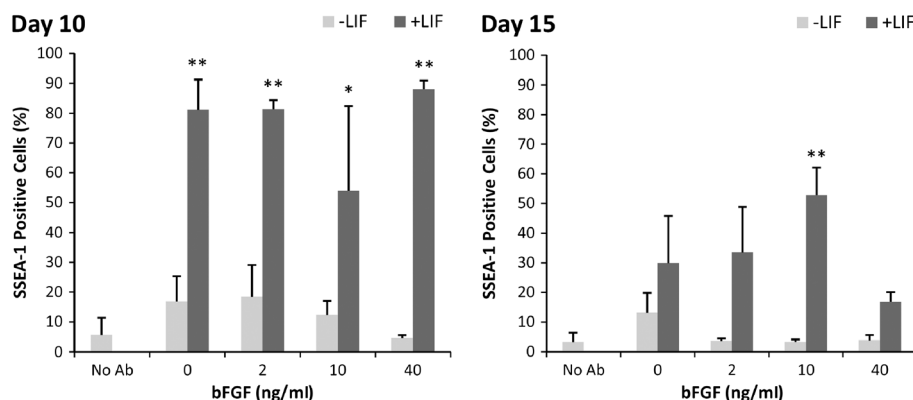 Day 10
-LIF +LIF
SSEA-1 Positive Cells (%)
100
90
80
70
60
50
40
30
20
10
0
** ** * **
No Ab 0 2 10 40
bFGF (ng/ml)
Day 15
-LIF +LIF
SSEA-1 Positive Cells (%)
100
90
80
70
60
50
40
30
20
10
0
**
No Ab 0 2 10 40
bFGF (ng/ml)